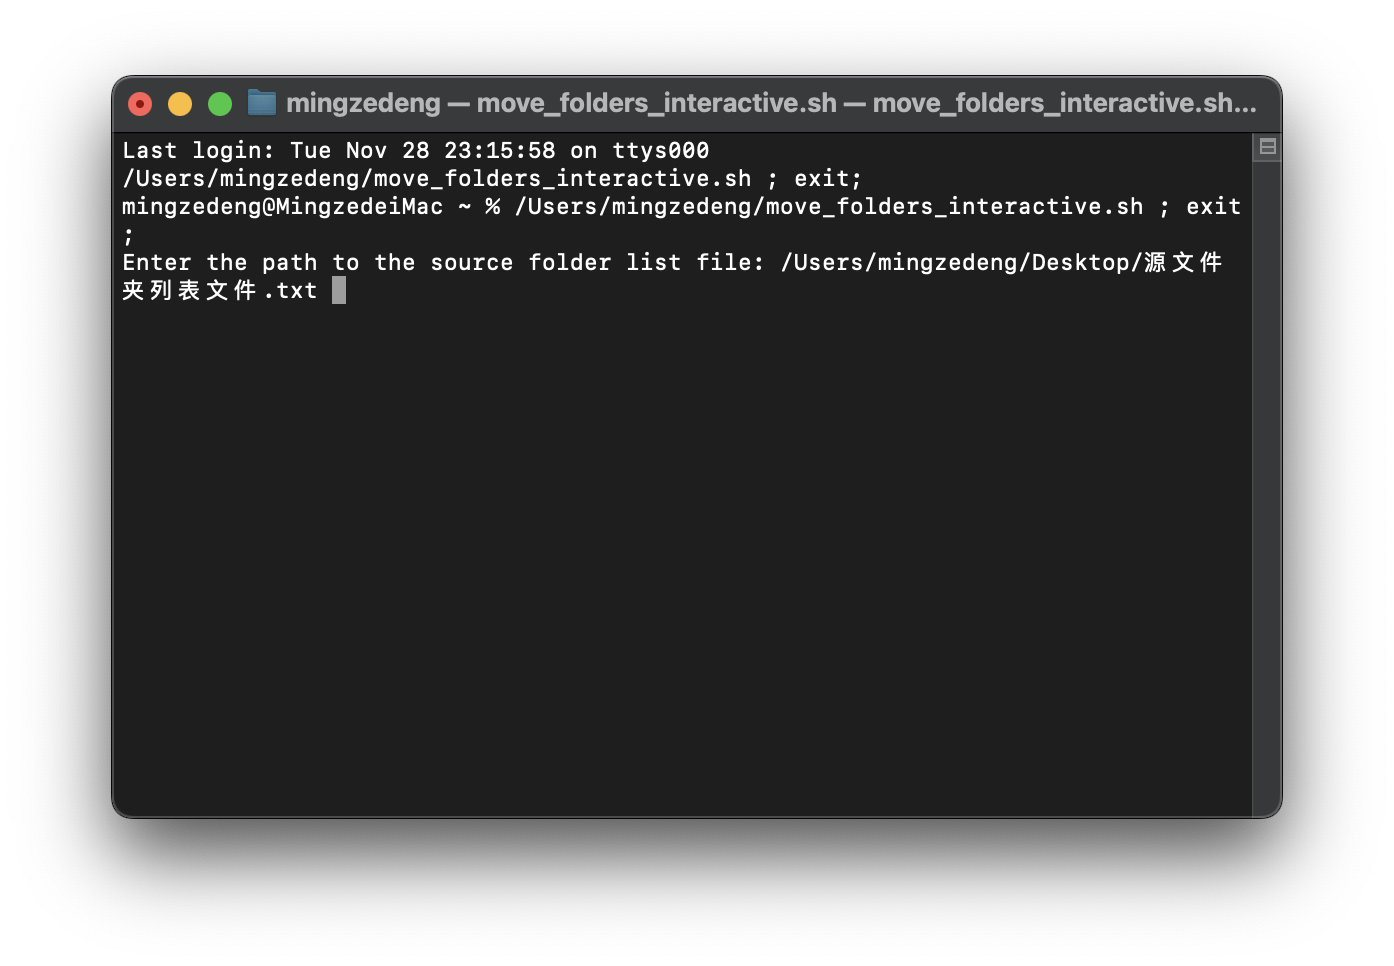 mingzedeng — move_folders_interactive.sh — move_folders_interactive.sh...
Last login: Tue Nov 28 23:15:58 on ttys000
/Users/mingzedeng/move_folders_interactive.sh ; exit;
mingzedeng@MingzedeiMac ~ % /Users/mingzedeng/move_folders_interactive.sh ; exit
;
Enter the path to the source folder list file: /Users/mingzedeng/Desktop/源文件
夹列表文件.txt